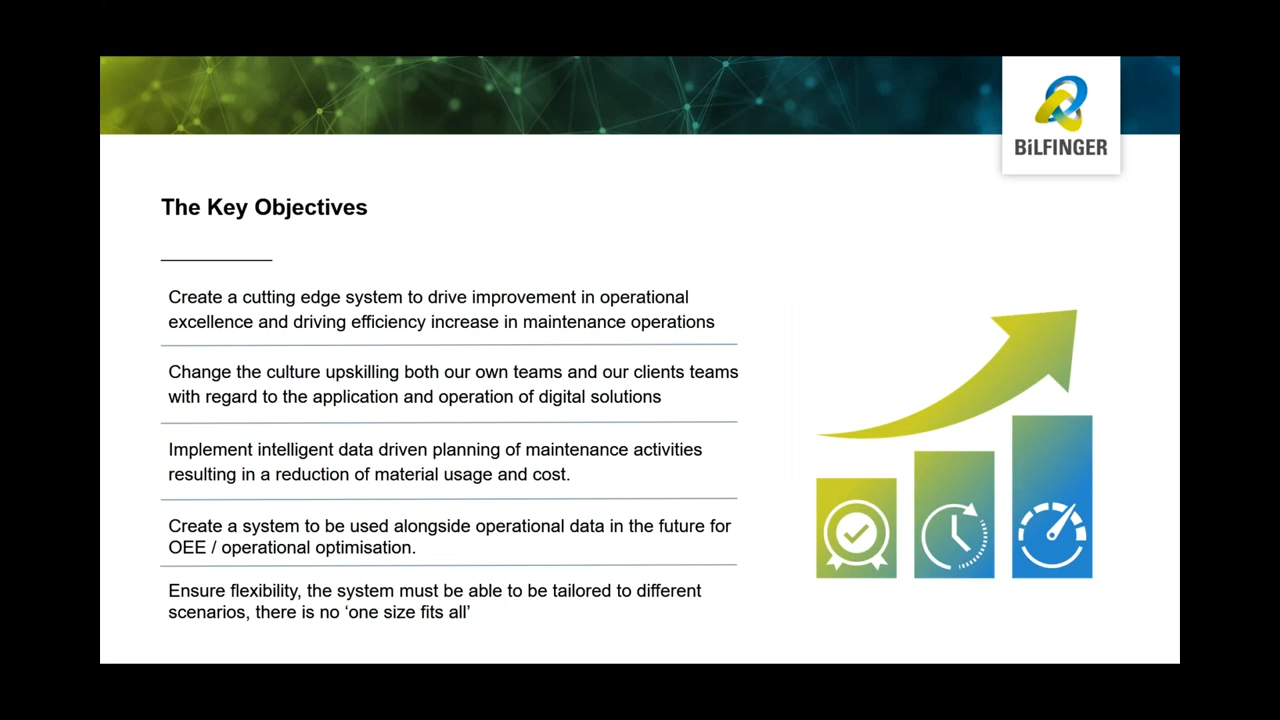 BiLFINGER
The Key Objectives
Create a cutting edge system to drive improvement in operational
excellence and driving efficiency increase in maintenance operations
Change the culture upskilling both our own teams and our clients teams
with regard to the application and operation of digital solutions
Implement intelligent data driven planning of maintenance activities
resulting in a reduction of material usage and cost.
Create a system to be used alongside operational data in the future for
OEE / operational optimisation.
Ensure flexibility, the system must be able to be tailored to different
scenarios, there is no ‘one size fits all’